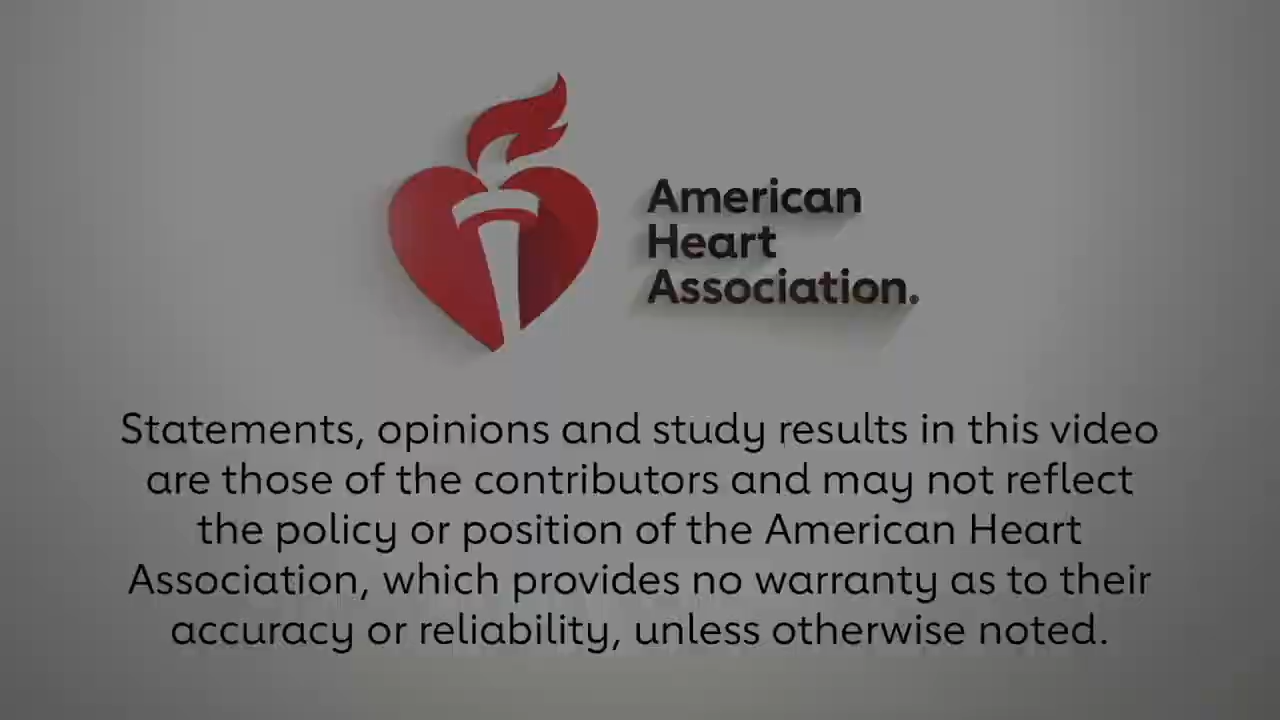 American
Heart
Association.
Statements, opinions and study results in this video
are those of the contributors and may not reflect
the policy or position of the American Heart
Association, which provides no warranty as to their
accuracy or reliability, unless otherwise noted.